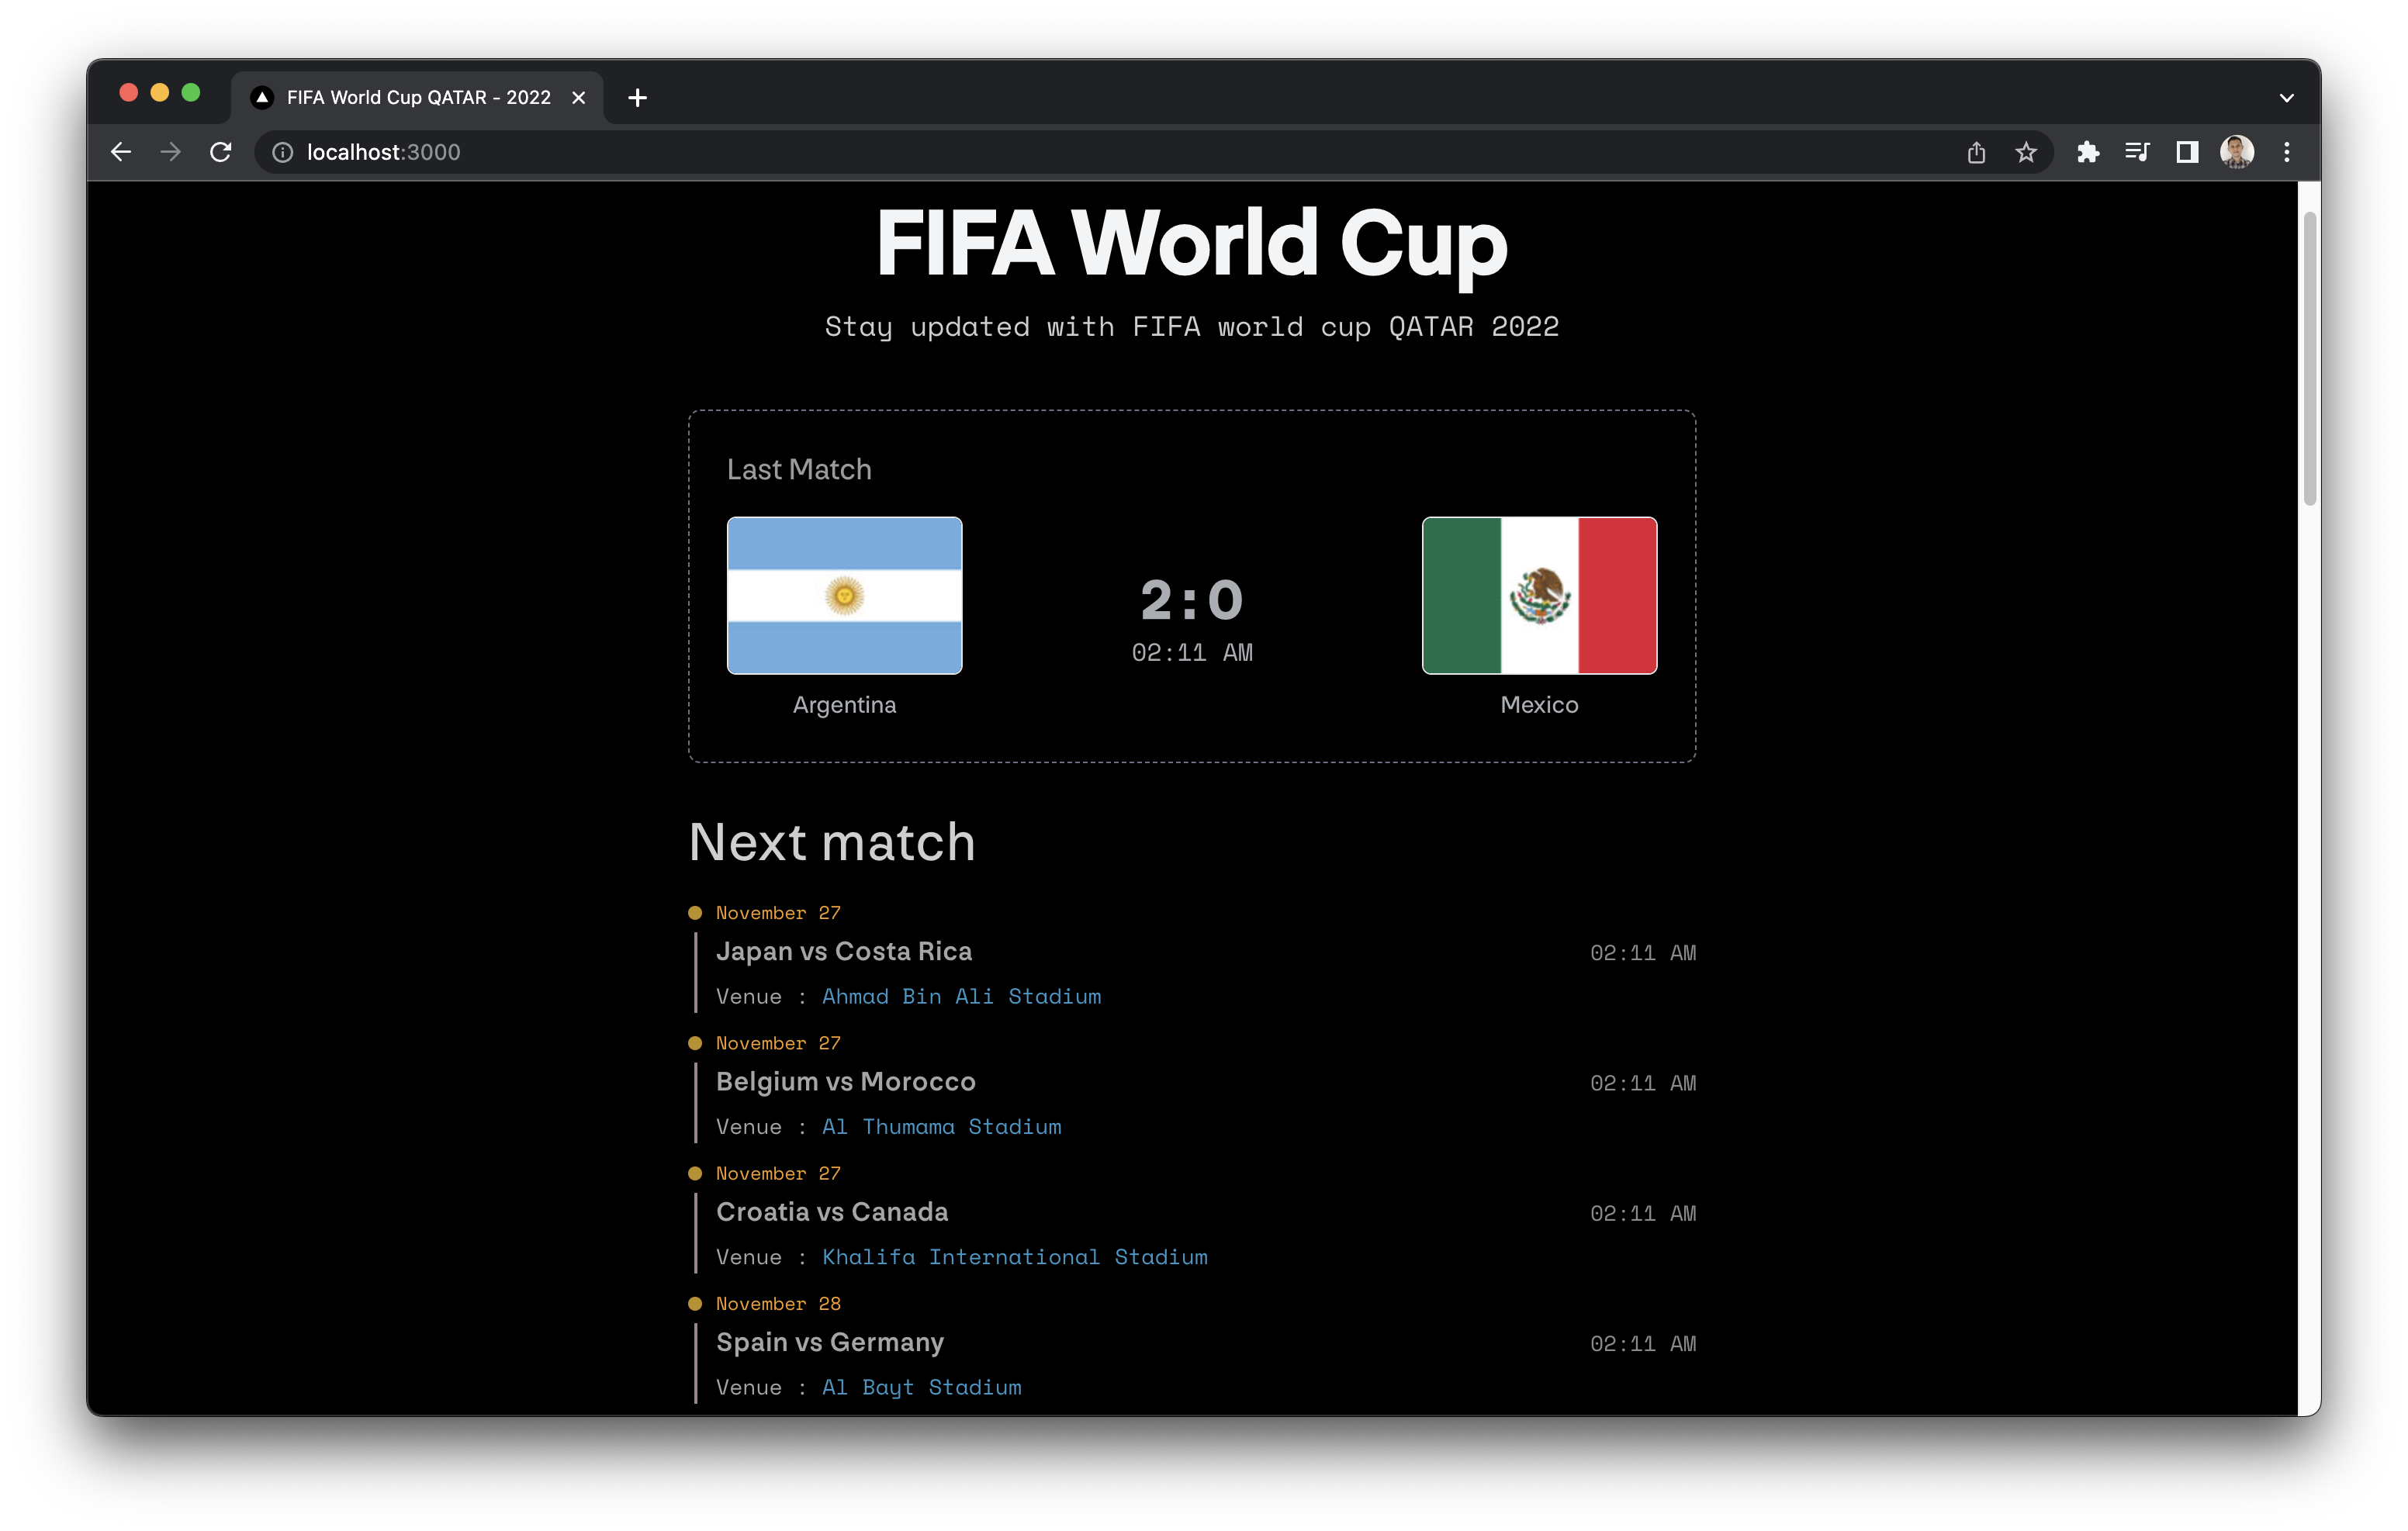 FIFA World Cup QATAR - 2022
localhost:3000
FIFA World Cup
Stay updated with FIFA world cup QATAR 2022
Last Match
2:0
02:11 AM
Argentina
Mexico
Next match
November 27
Japan vs Costa Rica
02:11 AM
Venue : Ahmad Bin Ali Stadium
November 27
Belgium vs Morocco
02:11 AM
Venue : Al Thumama Stadium
November 27
Croatia vs Canada
02:11 AM
Venue : Khalifa International Stadium
November 28
Spain vs Germany
02:11 AM
Venue : Al Bayt Stadium